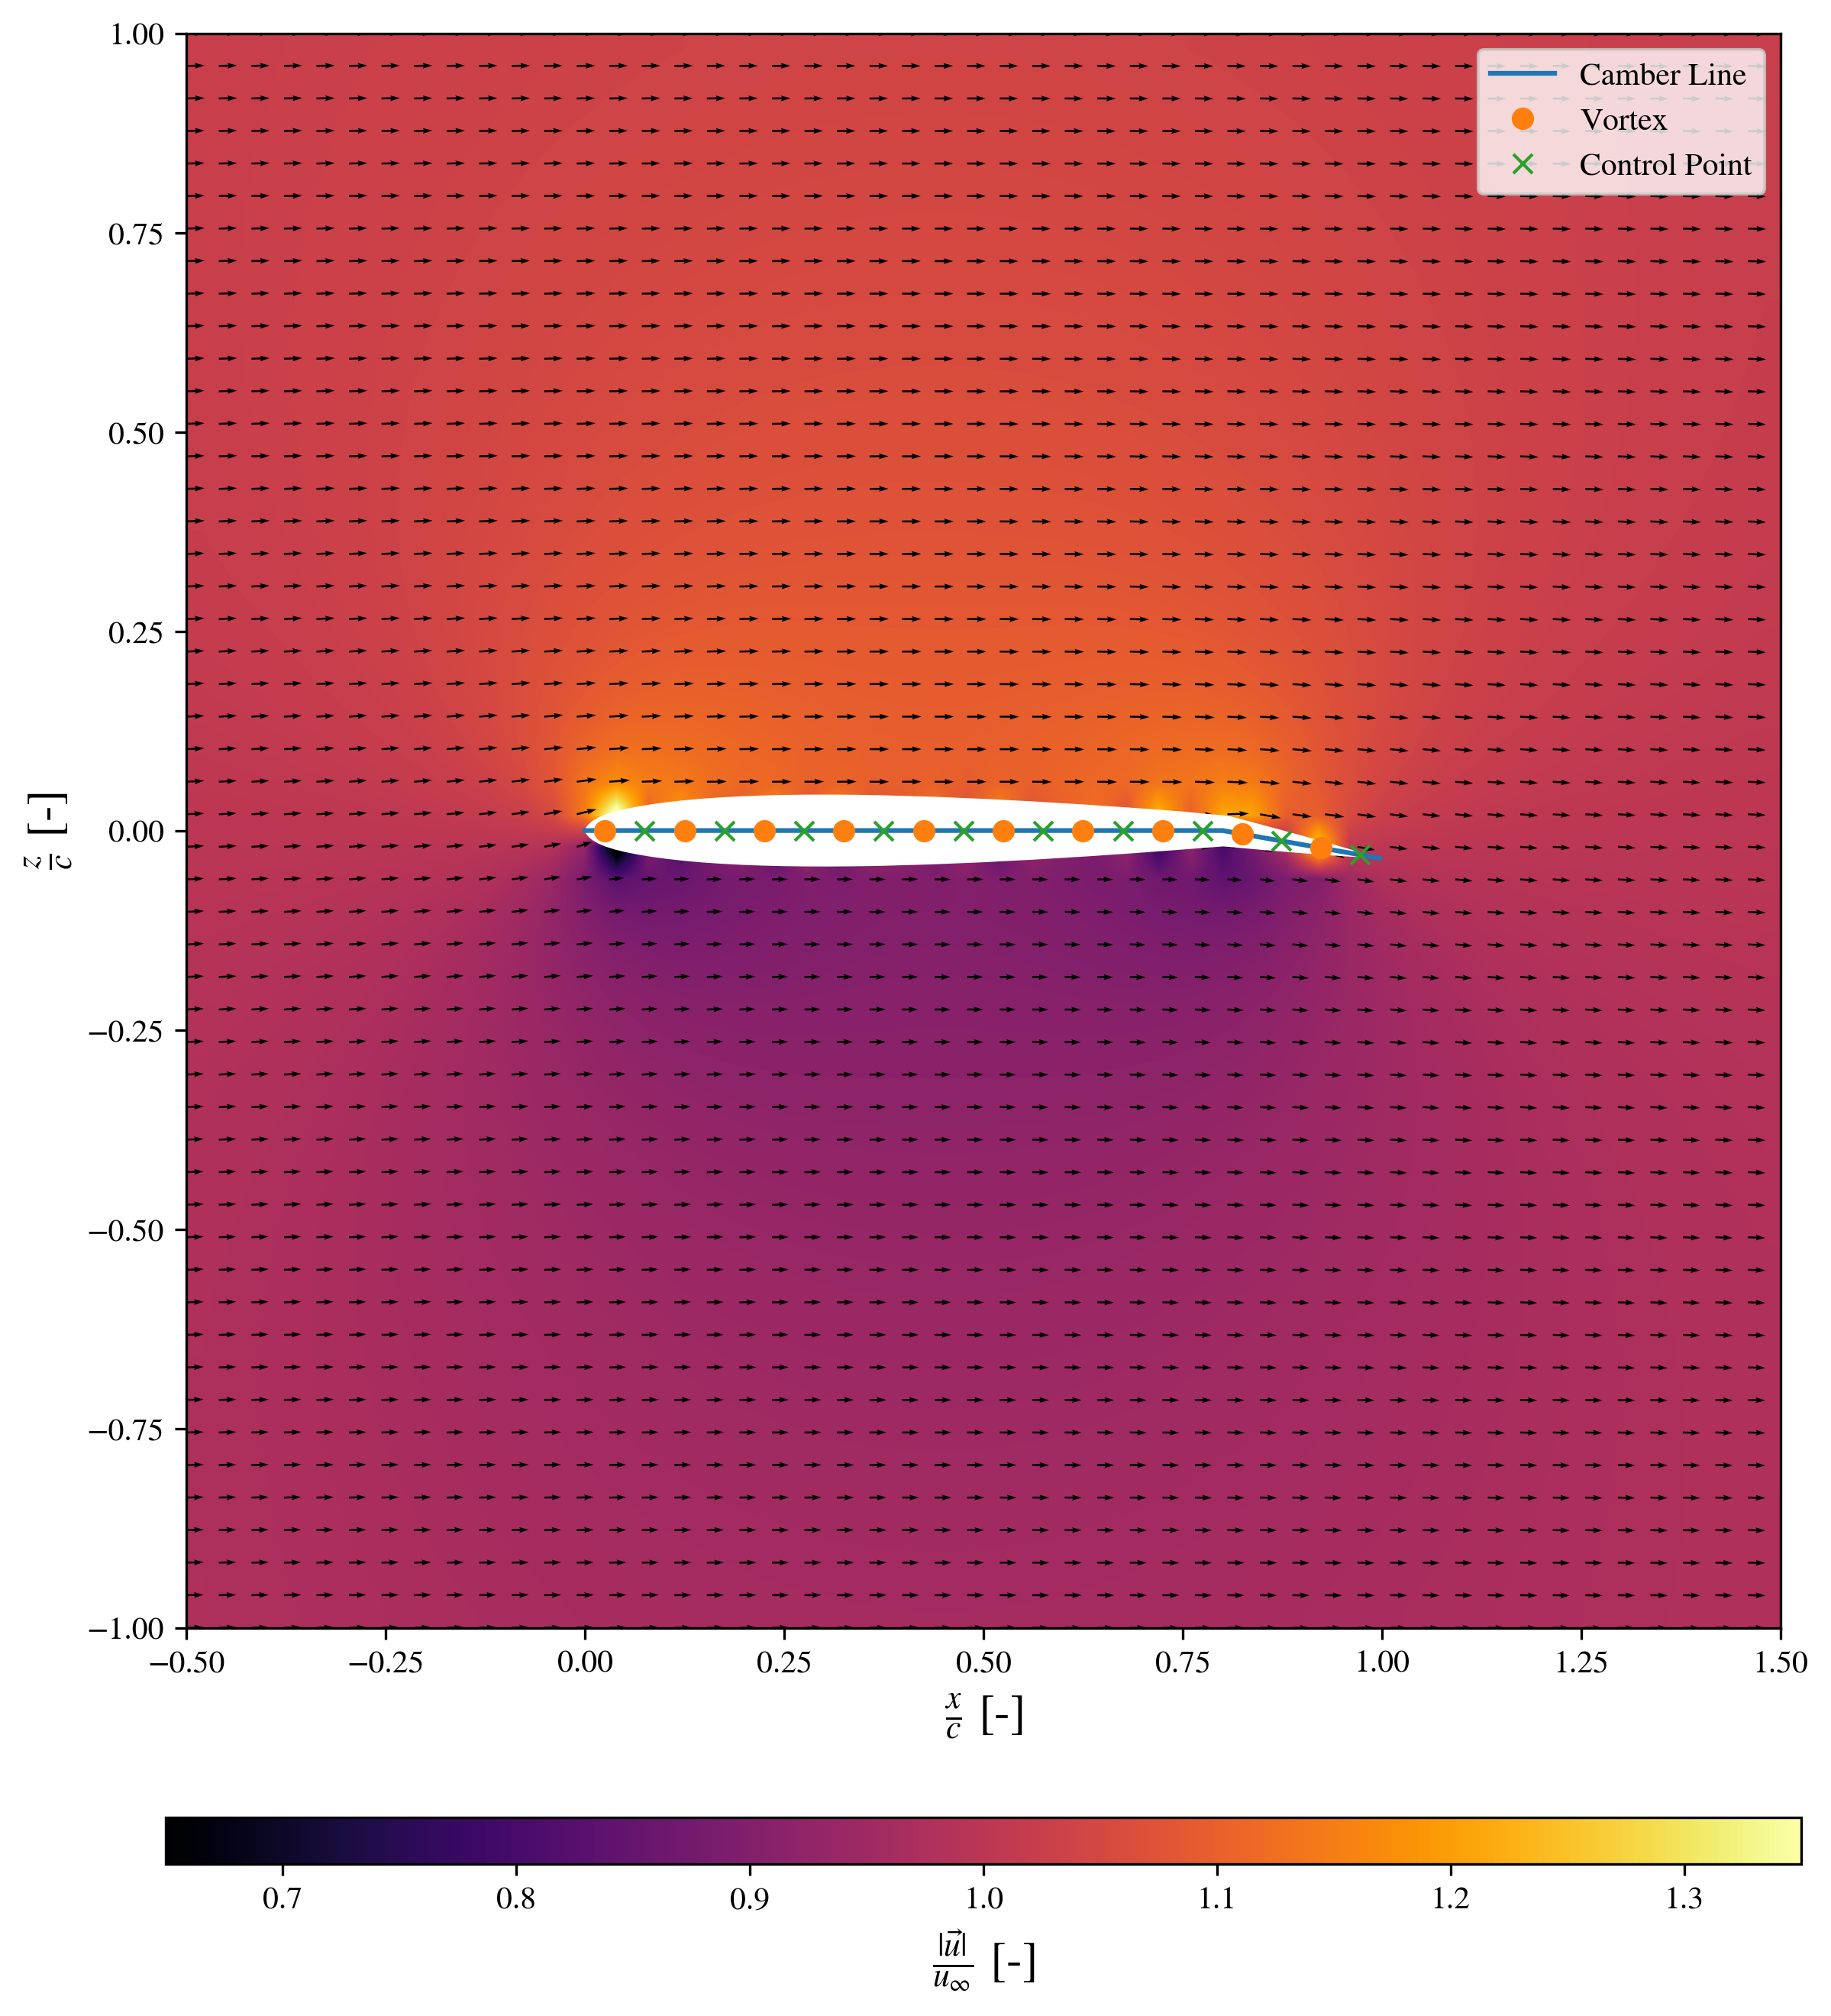 1.00
0.75
0.50
0.25
0.00
−0.25
−0.50
−0.75
−1.00
z/c [-]
Camber Line
Vortex
Control Point
−0.50 −0.25 0.00 0.25 0.50 0.75 1.00 1.25 1.50
x/c [-]
0.7 0.8 0.9 1.0 1.1 1.2 1.3
|u⃗|/u∞ [-]